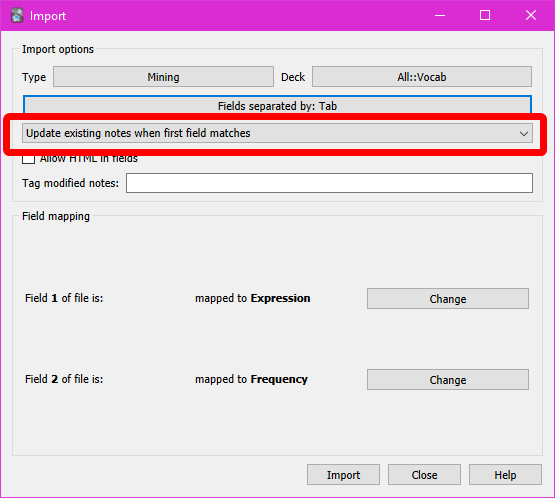 Import
Import options
Type Mining Deck All::Vocab
Fields separated by: Tab
Update existing notes when first field matches
Allow HTML in fields
Tag modified notes:
Field mapping
Field 1 of file is: mapped to Expression Change
Field 2 of file is: mapped to Frequency Change
Import Close Help